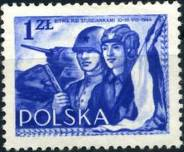 BITWA POD STUDZIANKAMI 10-15 VIII 1944
1 ZŁ
POLSKA